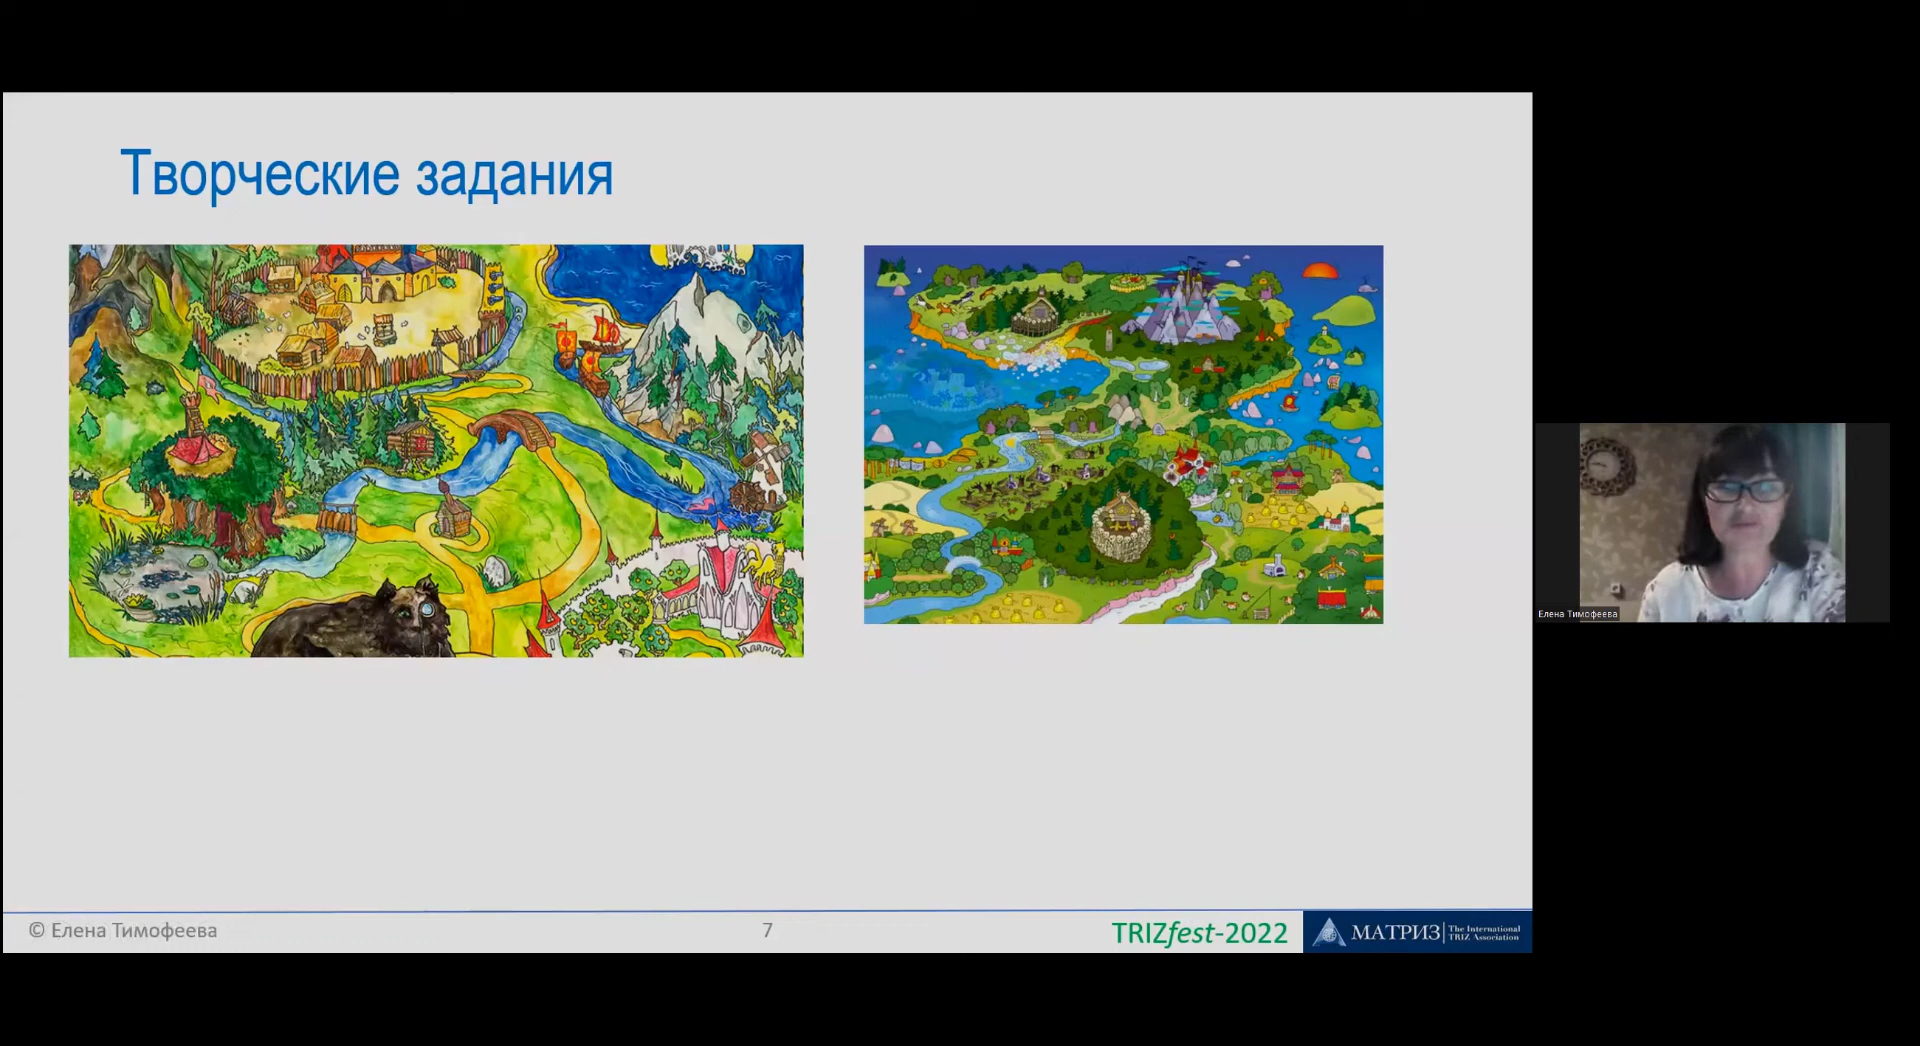 Творческие задания
Елена Тимофеева
© Елена Тимофеева
7
TRIZfest-2022
МАТРИЗ
The International
TRIZ Association